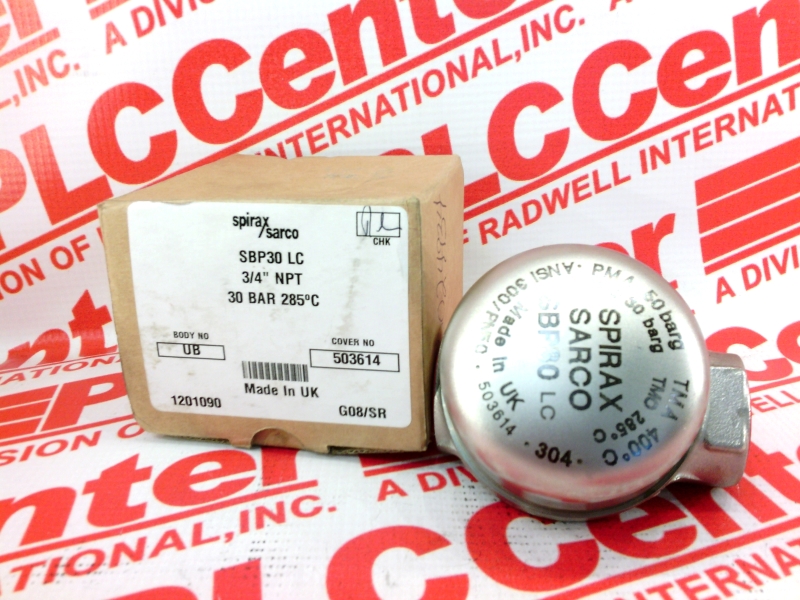 spirax
/sarco
CHK
SBP30 LC
3/4" NPT
30 BAR 285ºC
BODY NO
UB
COVER NO
503614
Made In UK
1201090
G08/SR
SPIRAX
SARCO
SBP30 LC
Made in UK
503614
· 304 ·
ANSI 300/PN50 · PMA 50 barg
30 barg
TMA 400°C
TMO 285°C
PLCCenter
A DIVISION OF RADWELL INTERNATIONAL, INC.